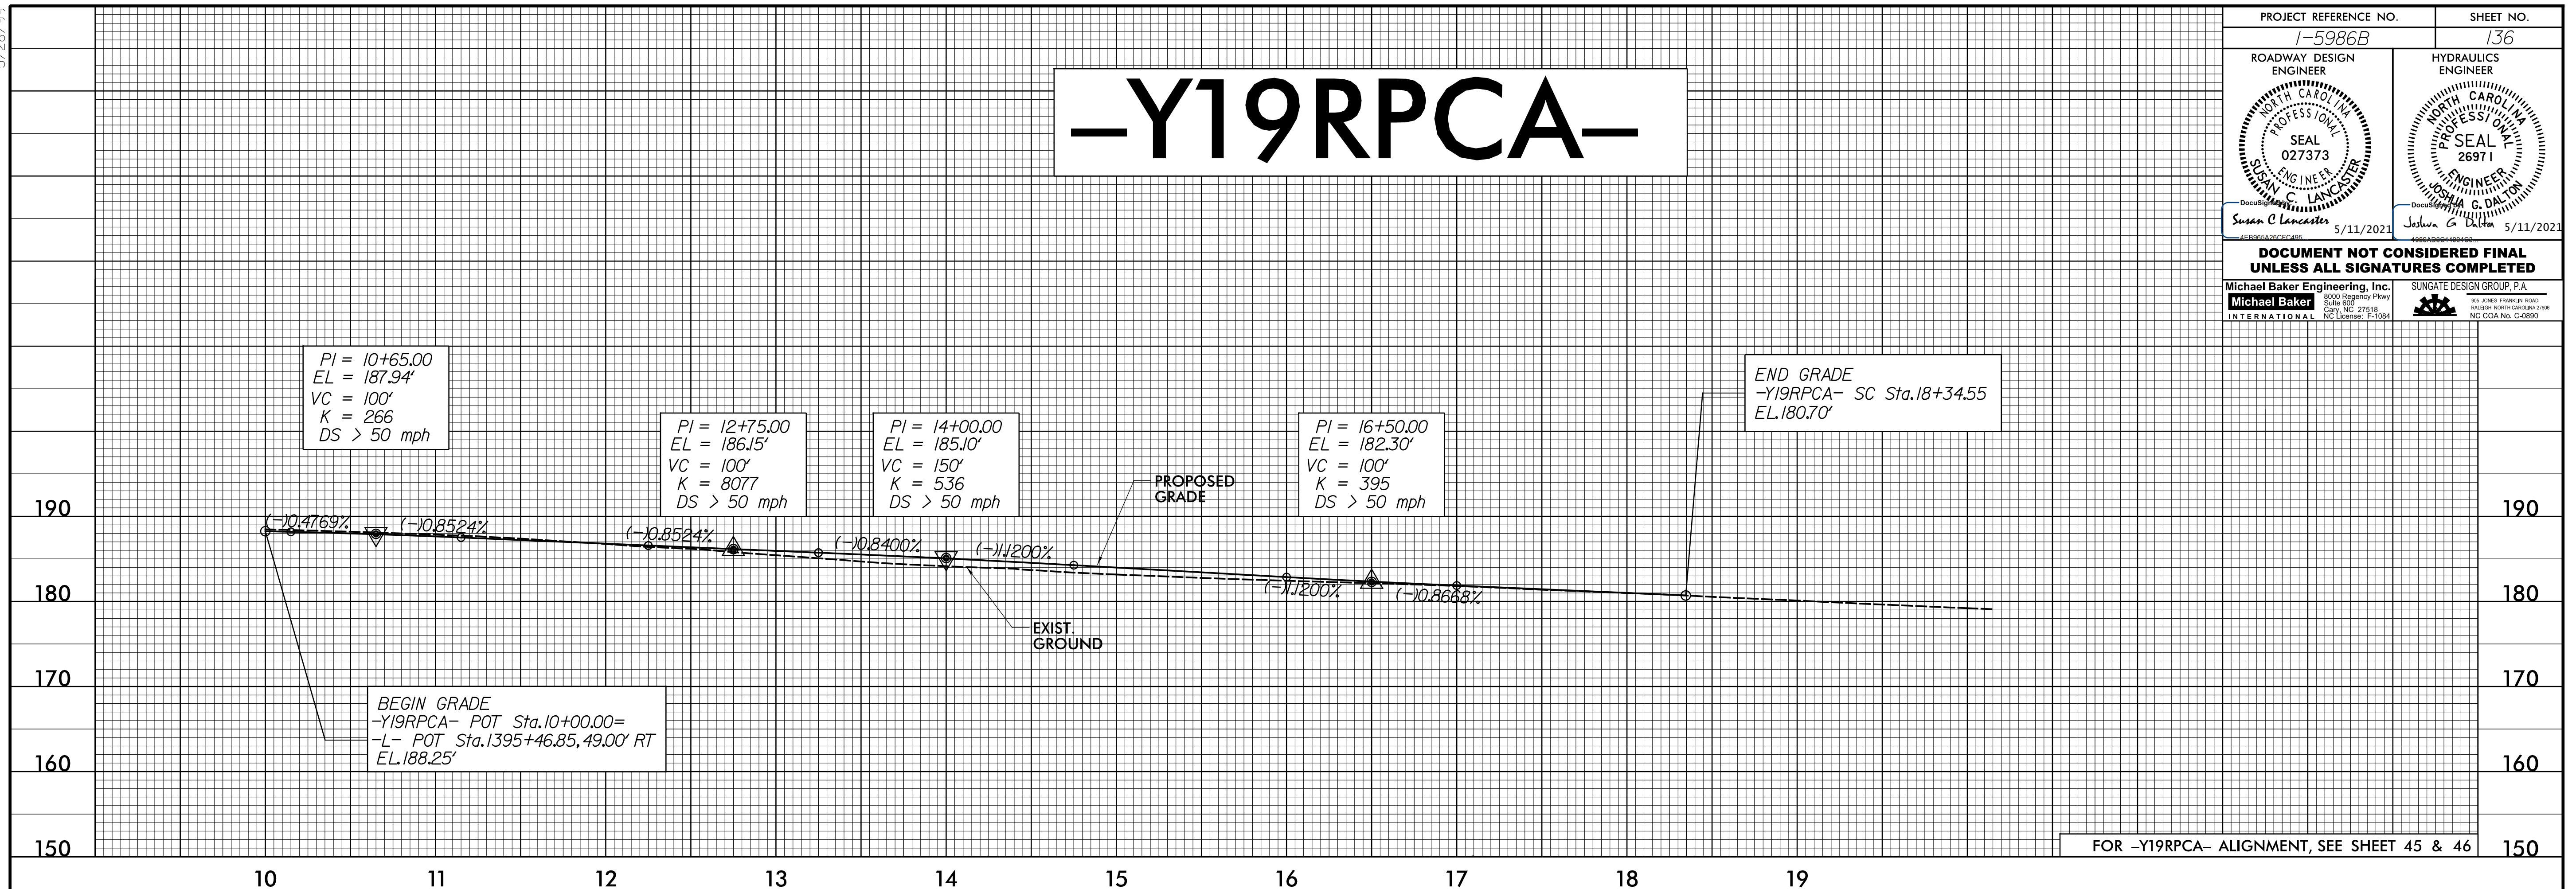 PROJECT REFERENCE NO.
SHEET NO.
I-5986B
136
ROADWAY DESIGN
ENGINEER
HYDRAULICS
ENGINEER
NORTH CAROLINA
PROFESSIONAL
SEAL
027373
ENGINEER
SUSAN C. LANCASTER
NORTH CAROLINA
PROFESSIONAL
SEAL
26971
ENGINEER
JOSHUA G. DALTON
Susan C Lancaster
5/11/2021
Joshua G Dalton
5/11/2021
DOCUMENT NOT CONSIDERED FINAL
UNLESS ALL SIGNATURES COMPLETED
Michael Baker Engineering, Inc.
Michael Baker
INTERNATIONAL
8000 Regency Pkwy
Suite 600
Cary, NC 27518
NC License: F-1084
SUNGATE DESIGN GROUP, P.A.
905 JONES FRANKLIN ROAD
RALEIGH, NORTH CAROLINA 27606
NC COA No. C-0890
-Y19RPCA-
PI = 10+65.00
EL = 187.94'
VC = 100'
K = 266
DS > 50 mph
PI = 12+75.00
EL = 186.15'
VC = 100'
K = 8077
DS > 50 mph
PI = 14+00.00
EL = 185.10'
VC = 150'
K = 536
DS > 50 mph
PI = 16+50.00
EL = 182.30'
VC = 100'
K = 395
DS > 50 mph
END GRADE
-Y19RPCA- SC Sta.18+34.55
EL.180.70'
PROPOSED
GRADE
(-)0.4769%
(-)0.8524%
(-)0.8524%
(-)0.8400%
(-)1.1200%
(-)1.1200%
(-)0.8668%
EXIST.
GROUND
BEGIN GRADE
-Y19RPCA- POT Sta.10+00.00=
-L- POT Sta.1395+46.85, 49.00' RT
EL.188.25'
190
180
170
160
150
190
180
170
160
150
FOR -Y19RPCA- ALIGNMENT, SEE SHEET 45 & 46
10 11 12 13 14 15 16 17 18 19